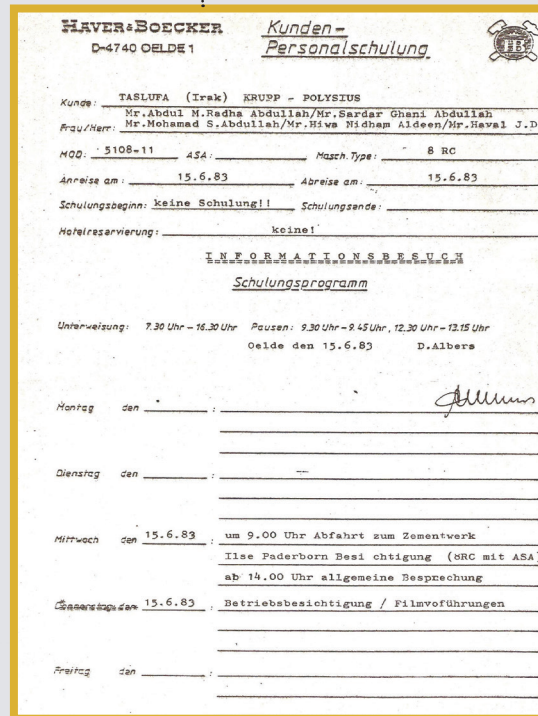 HAVER & BOECKER
D-4740 OELDE 1
Kunden-
Personalschulung
HB
Kunde: TASLUFA (Irak) KRUPP - POLYSIUS
Mr.Abdul M.Radha Abdullah/Mr.Sardar Ghani Abdullah
Frau/Herr: Mr.Mohamad S.Abdullah/Mr.Hiwa Nidham Aldeen/Mr.Haval J.D
MOD: 5108-11 ASA: Masch. Type: 8 RC
Anreise am: 15.6.83 Abreise am: 15.6.83
Schulungsbeginn: keine Schulung!! Schulungsende:
Hotelreservierung: keine!
INFORMATIONSBESUCH
Schulungsprogramm
Unterweisung: 7.30 Uhr - 16.30 Uhr Pausen: 9.30 Uhr - 9.45 Uhr, 12.30 Uhr - 13.15 Uhr
Oelde den 15.6.83 D.Albers
Montag den :
Dienstag den :
Mittwoch den 15.6.83 : um 9.00 Uhr Abfahrt zum Zementwerk
Ilse Paderborn Besi chtigung (8RC mit ASA)
ab 14.00 Uhr allgemeine Besprechung
Donnerstag den 15.6.83 : Betriebsbesichtigung / Filmvoführungen
Freitag den :